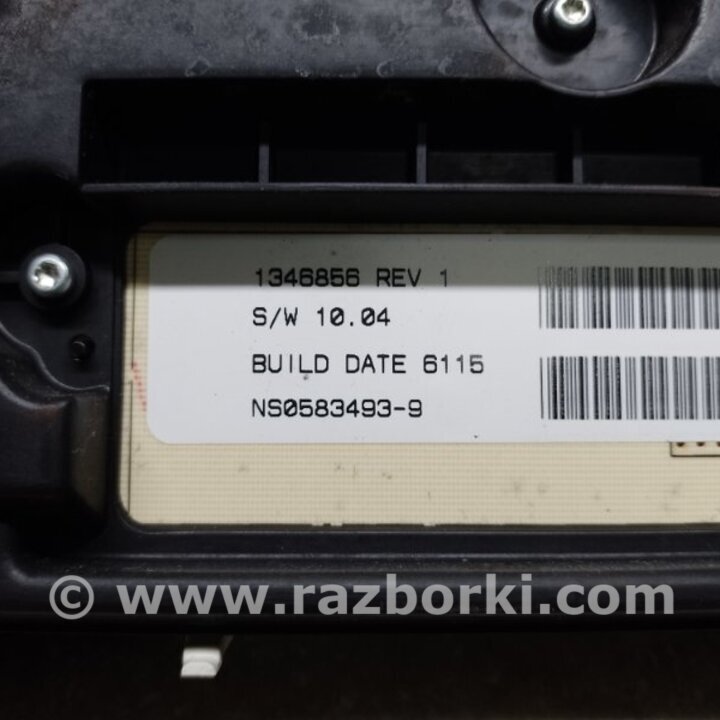 1346856 REV 1
S/W 10.04
BUILD DATE 6115
NS0583493-9
© www.razborki.com